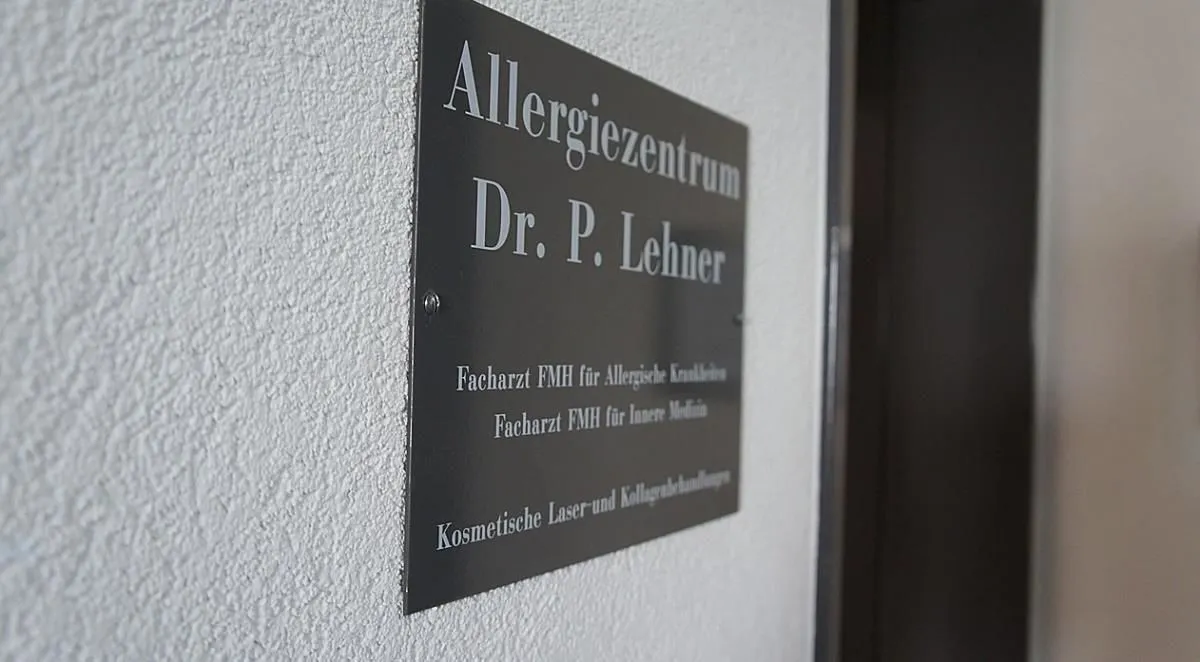 Allergiezentrum
Dr. P. Lehner
Facharzt FMH für Allergische Krankheiten
Facharzt FMH für Innere Medizin
Kosmetische Laser-und Kollagenbehandlungen